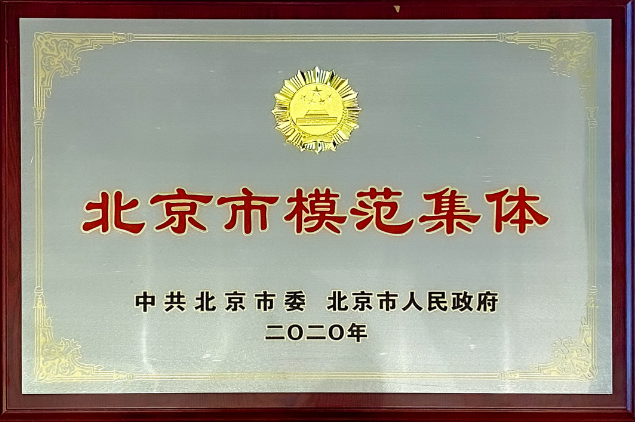 北京市模范集体
中共北京市委 北京市人民政府
二〇二〇年